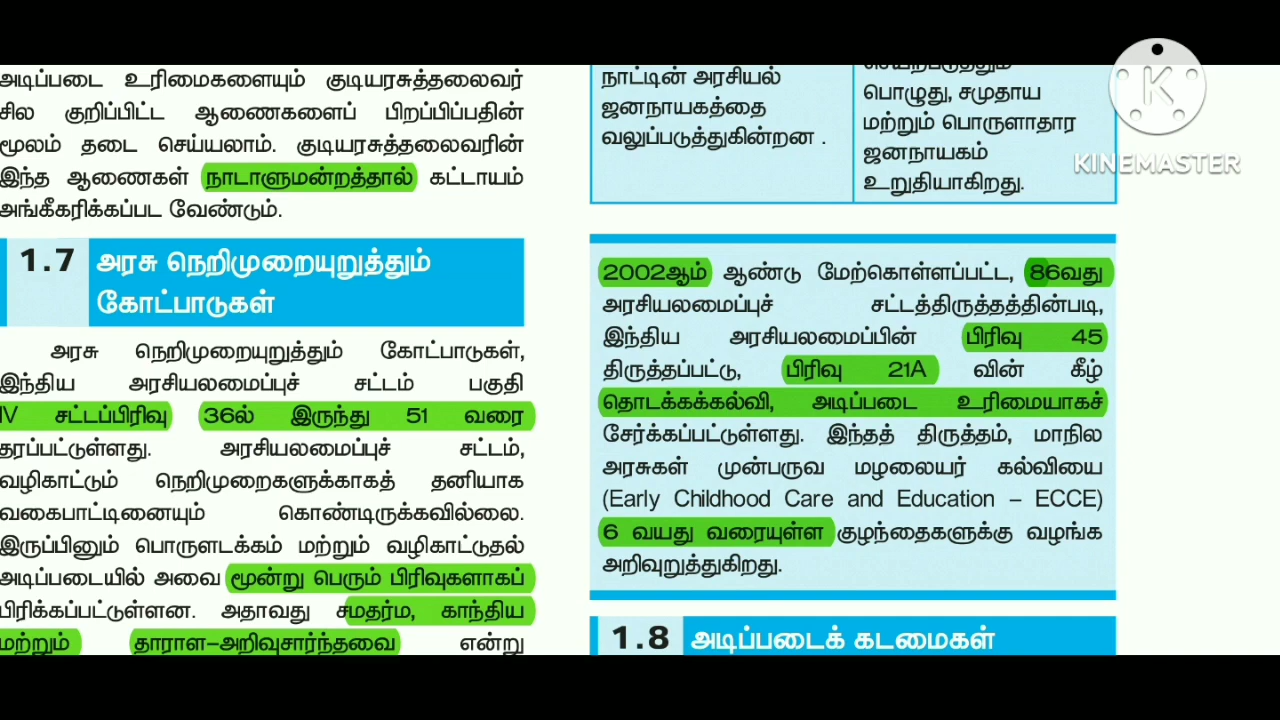 அடிப்படை உரிமைகளையும் குடியரசுத்தலைவர்
சில குறிப்பிட்ட ஆணைகளைப் பிறப்பிப்பதின்
மூலம் தடை செய்யலாம். குடியரசுத்தலைவரின்
இந்த ஆணைகள் நாடாளுமன்றத்தால் கட்டாயம்
அங்கீகரிக்கப்பட வேண்டும்.
1.7 அரசு நெறிமுறையுறுத்தும்
கோட்பாடுகள்
அரசு நெறிமுறையுறுத்தும் கோட்பாடுகள்,
இந்திய அரசியலமைப்புச் சட்டம் பகுதி
IV சட்டப்பிரிவு 36ல் இருந்து 51 வரை
தரப்பட்டுள்ளது. அரசியலமைப்புச் சட்டம்,
வழிகாட்டும் நெறிமுறைகளுக்காகத் தனியாக
வகைபாட்டினையும் கொண்டிருக்கவில்லை.
இருப்பினும் பொருளடக்கம் மற்றும் வழிகாட்டுதல்
அடிப்படையில் அவை மூன்று பெரும் பிரிவுகளாகப்
பிரிக்கப்பட்டுள்ளன. அதாவது சமதர்ம, காந்திய
மற்றும் தாராள–அறிவுசார்ந்தவை என்று
நாட்டின் அரசியல்
ஜனநாயகத்தை
வலுப்படுத்துகின்றன .
செயற்படுத்தும்
பொழுது, சமுதாய
மற்றும் பொருளாதார
ஜனநாயகம்
உறுதியாகிறது.
2002ஆம் ஆண்டு மேற்கொள்ளப்பட்ட, 86வது
அரசியலமைப்புச் சட்டத்திருத்தத்தின்படி,
இந்திய அரசியலமைப்பின் பிரிவு 45
திருத்தப்பட்டு, பிரிவு 21A வின் கீழ்
தொடக்கக்கல்வி, அடிப்படை உரிமையாகச்
சேர்க்கப்பட்டுள்ளது. இந்தத் திருத்தம், மாநில
அரசுகள் முன்பருவ மழலையர் கல்வியை
(Early Childhood Care and Education – ECCE)
6 வயது வரையுள்ள குழந்தைகளுக்கு வழங்க
அறிவுறுத்துகிறது.
1.8 அடிப்படைக் கடமைகள்
K
KINEMASTER